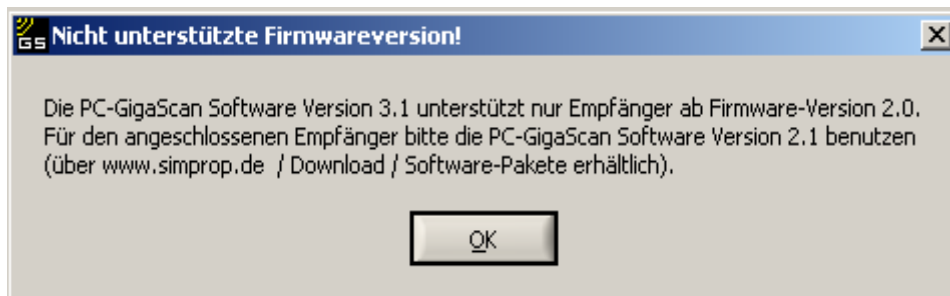 GS Nicht unterstützte Firmwareversion!
Die PC-GigaScan Software Version 3.1 unterstützt nur Empfänger ab Firmware-Version 2.0.
Für den angeschlossenen Empfänger bitte die PC-GigaScan Software Version 2.1 benutzen
(über www.simprop.de / Download / Software-Pakete erhältlich).
OK